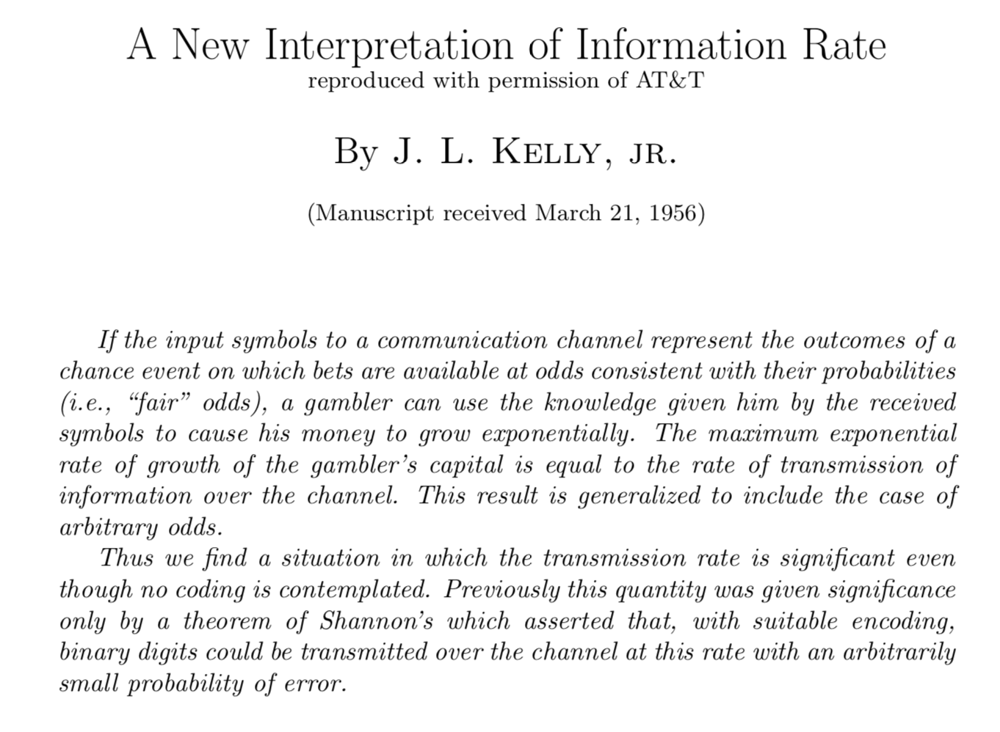 A New Interpretation of Information Rate
reproduced with permission of AT&T
By J. L. Kelly, jr.
(Manuscript received March 21, 1956)
If the input symbols to a communication channel represent the outcomes of a
chance event on which bets are available at odds consistent with their probabilities
(i.e., “fair” odds), a gambler can use the knowledge given him by the received
symbols to cause his money to grow exponentially. The maximum exponential
rate of growth of the gambler’s capital is equal to the rate of transmission of
information over the channel. This result is generalized to include the case of
arbitrary odds.
Thus we find a situation in which the transmission rate is significant even
though no coding is contemplated. Previously this quantity was given significance
only by a theorem of Shannon’s which asserted that, with suitable encoding,
binary digits could be transmitted over the channel at this rate with an arbitrarily
small probability of error.